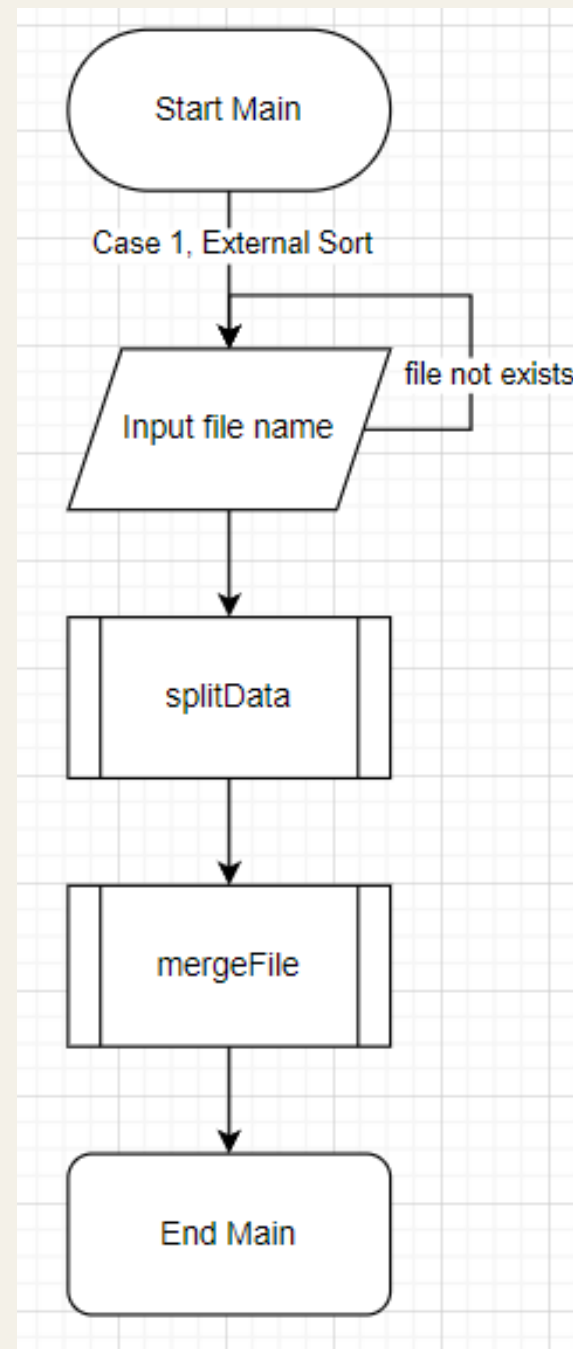 Start Main
Case 1, External Sort
file not exists
Input file name
splitData
mergeFile
End Main